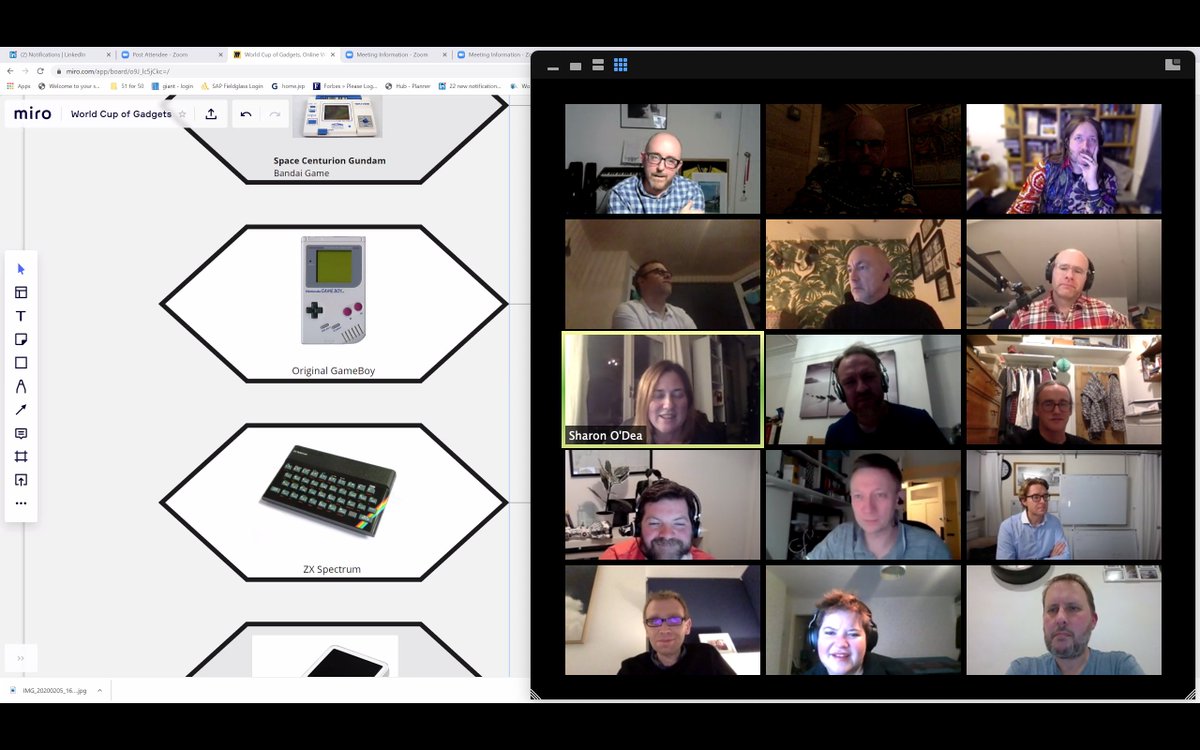 (2) Notifications | LinkedIn
Post Attendee - Zoom
World Cup of Gadgets, Online V
Meeting Information - Zoom
Meeting Information - Zo
miro.com/app/board/
Apps
Welcome to your s...
51 for 50
giant - login
SAP Fieldglass Login
home.jsp
Forbes » Please Log...
Hub - Planner
22 new notification...
miro
World Cup of Gadgets
Space Centurion Gundam
Bandai Game
Original GameBoy
ZX Spectrum
Sharon O'Dea
IMG_20200205_16....jpg